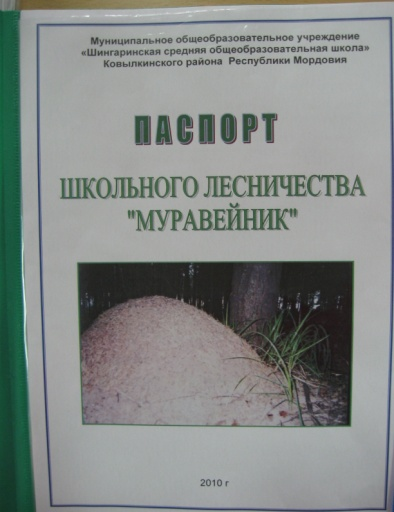 Муниципальное общеобразовательное учреждение
«Шингаринская средняя общеобразовательная школа»
Ковылкинского района Республики Мордовия
ПАСПОРТ
ШКОЛЬНОГО ЛЕСНИЧЕСТВА
"МУРАВЕЙНИК"
2010 г